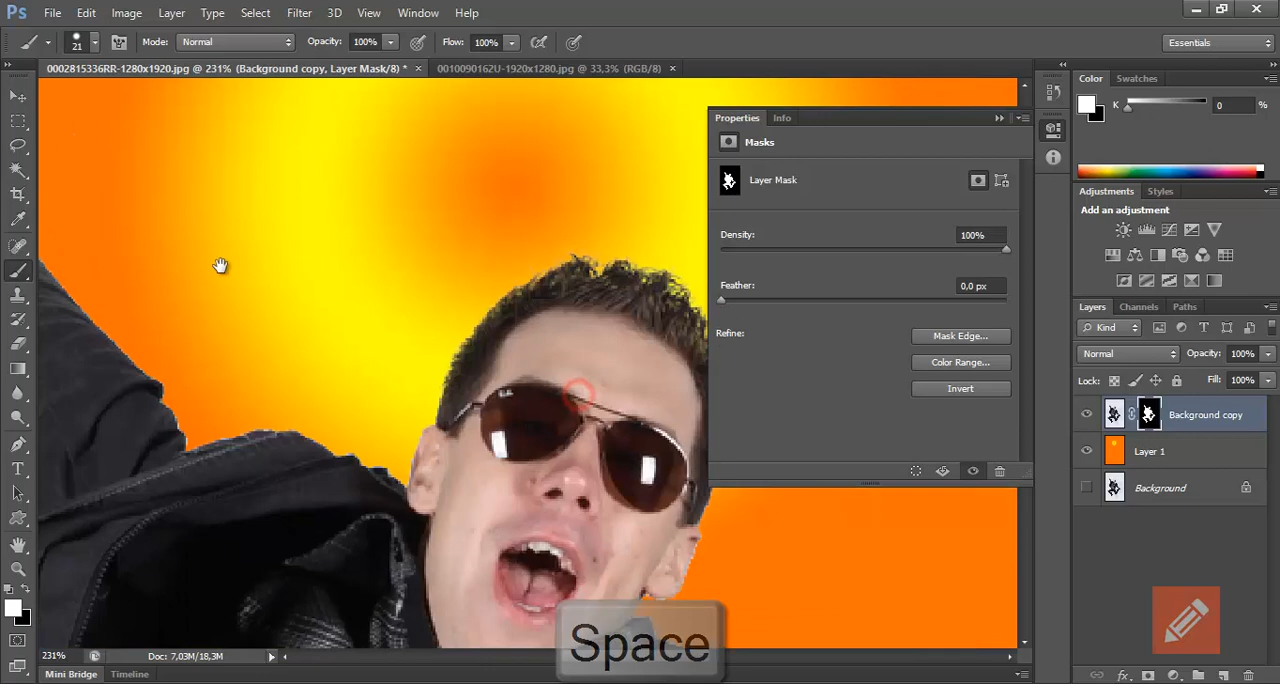 Ps File Edit Image Layer Type Select Filter 3D View Window Help
21 Mode: Normal Opacity: 100% Flow: 100% Essentials
0002815336RR-1280x1920.jpg @ 231% (Background copy, Layer Mask/8) * × 0010090162U-1920x1280.jpg @ 33,3% (RGB/8) ×
Color Swatches
K 0 %
Properties Info
Masks
Layer Mask
Density: 100%
Feather: 0,0 px
Refine: Mask Edge...
Color Range...
Invert
Adjustments Styles
Add an adjustment
Layers Channels Paths
Kind
Normal Opacity: 100%
Lock: Fill: 100%
Background copy
Layer 1
Background
Space
231% Doc: 7,03M/18,3M
Mini Bridge Timeline